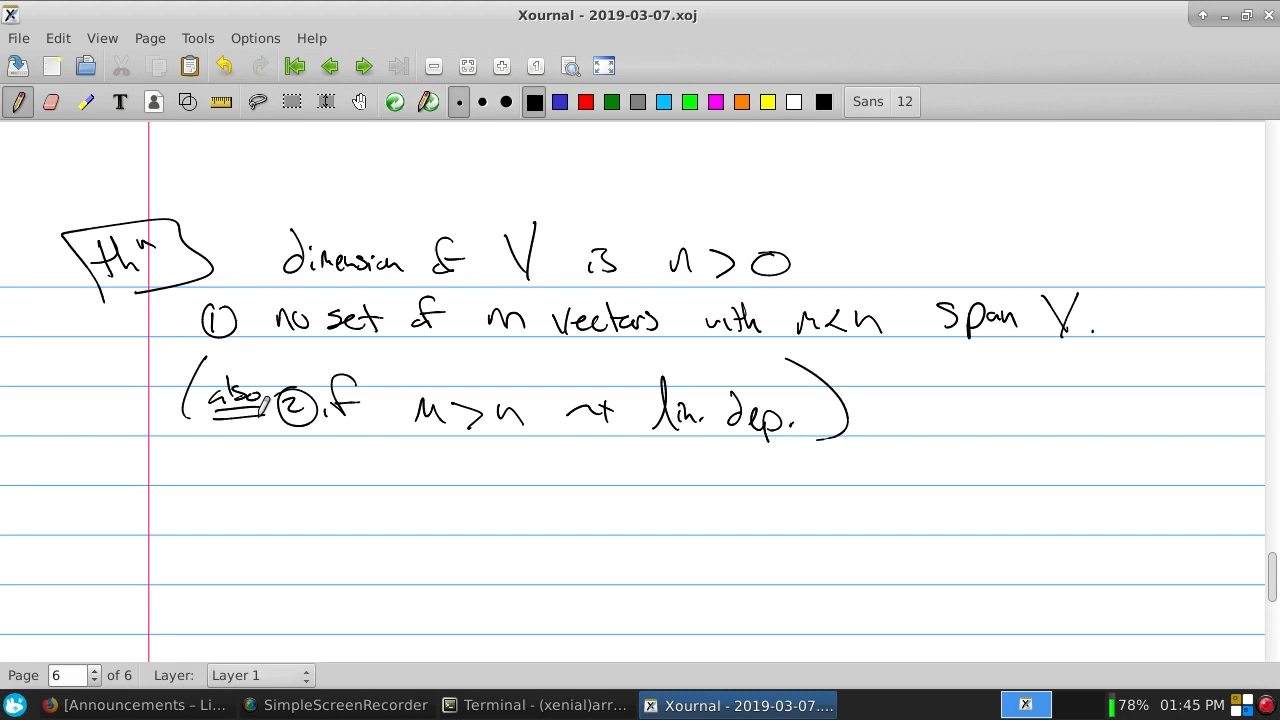 Xournal - 2019-03-07.xoj
File Edit View Page Tools Options Help
Sans 12
thⁿ dimension of V is n > 0
① no set of m vectors with m < n span V.
(also ② if m > n ⇝ lin. dep.)
Page 6 of 6 Layer: Layer 1
[Announcements – Li... SimpleScreenRecorder Terminal - (xenial)arr... Xournal - 2019-03-07.... 78% 01:45 PM